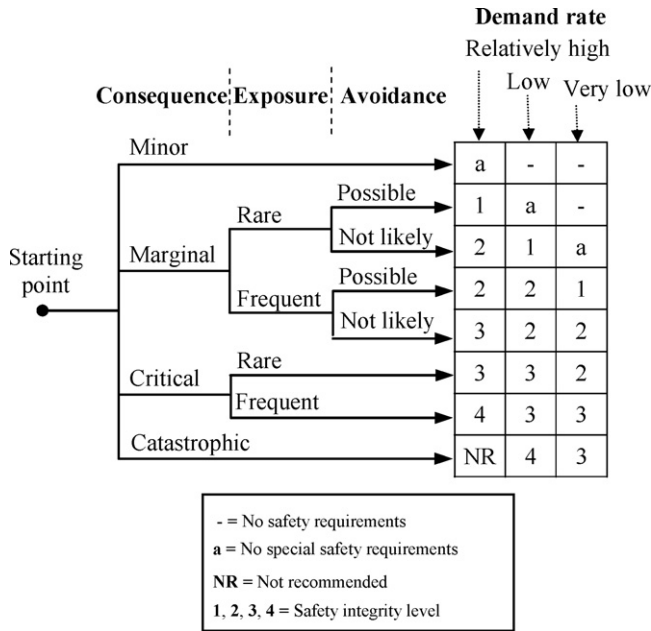 Demand rate
Relatively high
Low
Very low
Consequence Exposure Avoidance
Minor
a - -
Possible
1 a -
Rare
Not likely
2 1 a
Marginal
Starting
point
Possible
2 2 1
Frequent
Not likely
3 2 2
Rare
3 3 2
Critical
Frequent
4 3 3
Catastrophic
NR 4 3
- = No safety requirements
a = No special safety requirements
NR = Not recommended
1, 2, 3, 4 = Safety integrity level